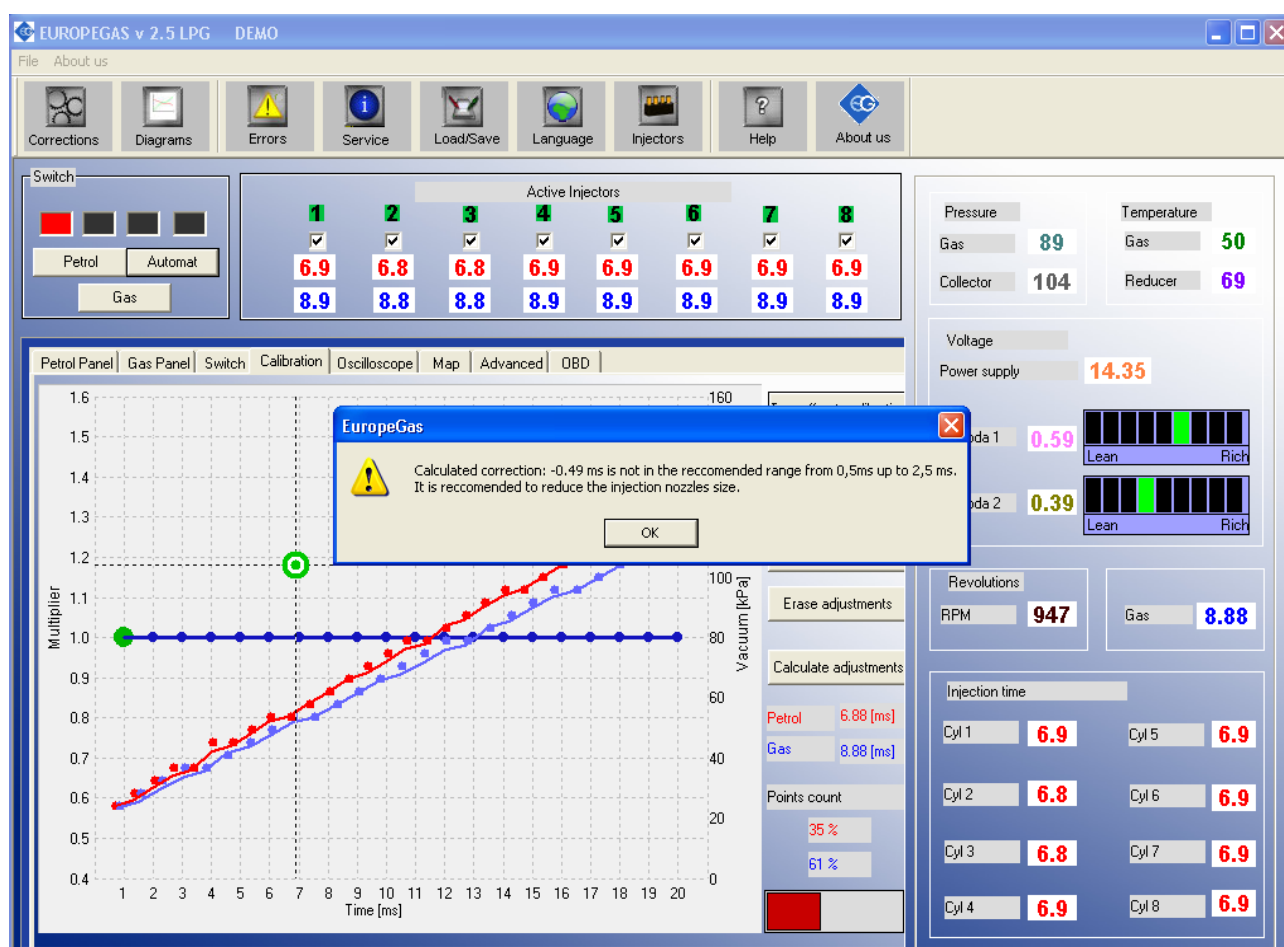 EUROPEGAS v 2.5 LPG DEMO
File About us
Corrections Diagrams Errors Service Load/Save Language Injectors Help About us
Switch
Petrol Automat
Gas
Active Injectors
1 2 3 4 5 6 7 8
6.9 6.8 6.8 6.9 6.9 6.9 6.9 6.9
8.9 8.8 8.8 8.9 8.9 8.9 8.9 8.9
Pressure
Gas 89
Collector 104
Temperature
Gas 50
Reducer 69
Voltage
Power supply 14.35
0.59
Lean Rich
0.39
Lean Rich
Petrol Panel Gas Panel Switch Calibration Oscilloscope Map Advanced OBD
EuropeGas
Calculated correction: -0.49 ms is not in the reccomended range from 0,5ms up to 2,5 ms.
It is reccomended to reduce the injection nozzles size.
OK
Multiplier
1.6
1.5
1.4
1.3
1.2
1.1
1.0
0.9
0.8
0.7
0.6
0.5
0.4
1 2 3 4 5 6 7 8 9 10 11 12 13 14 15 16 17 18 19 20
Time [ms]
160
100
80
60
40
20
0
Vacuum [kPa]
Erase adjustments
Calculate adjustments
Petrol 6.88 [ms]
Gas 8.88 [ms]
Points count
35 %
61 %
Revolutions
RPM 947
Gas 8.88
Injection time
Cyl 1 6.9 Cyl 5 6.9
Cyl 2 6.8 Cyl 6 6.9
Cyl 3 6.8 Cyl 7 6.9
Cyl 4 6.9 Cyl 8 6.9